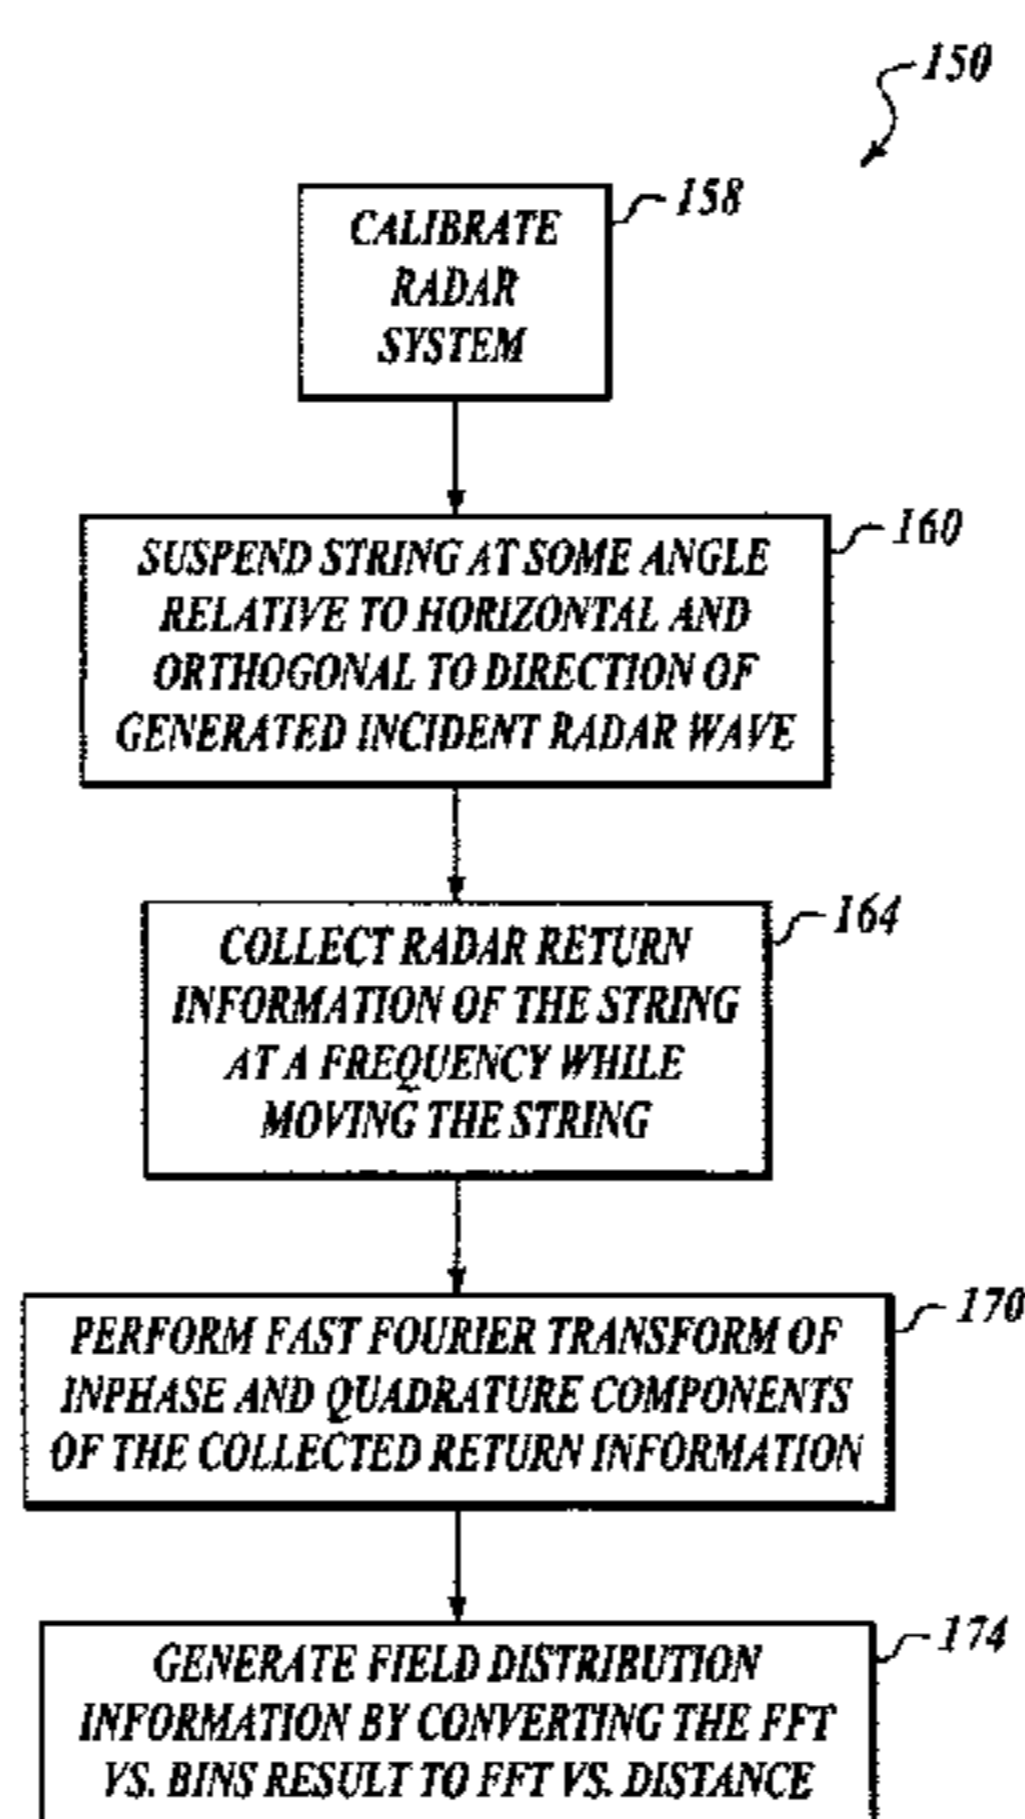 150
158
CALIBRATE
RADAR
SYSTEM
160
SUSPEND STRING AT SOME ANGLE
RELATIVE TO HORIZONTAL AND
ORTHOGONAL TO DIRECTION OF
GENERATED INCIDENT RADAR WAVE
164
COLLECT RADAR RETURN
INFORMATION OF THE STRING
AT A FREQUENCY WHILE
MOVING THE STRING
170
PERFORM FAST FOURIER TRANSFORM OF
INPHASE AND QUADRATURE COMPONENTS
OF THE COLLECTED RETURN INFORMATION
174
GENERATE FIELD DISTRIBUTION
INFORMATION BY CONVERTING THE FFT
VS. BINS RESULT TO FFT VS. DISTANCE